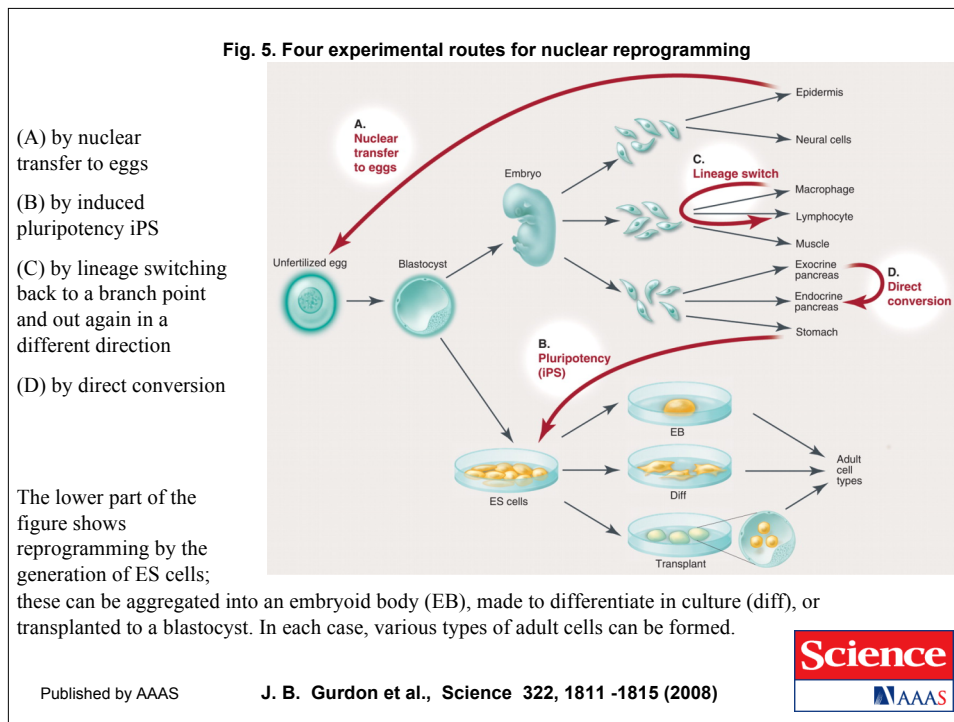 Fig. 5. Four experimental routes for nuclear reprogramming
(A) by nuclear
transfer to eggs
(B) by induced
pluripotency iPS
(C) by lineage switching
back to a branch point
and out again in a
different direction
(D) by direct conversion
A.
Nuclear
transfer
to eggs
Unfertilized egg
Blastocyst
Embryo
C.
Lineage switch
Epidermis
Neural cells
Macrophage
Lymphocyte
Muscle
Exocrine
pancreas
Endocrine
pancreas
Stomach
D.
Direct
conversion
B.
Pluripotency
(iPS)
ES cells
EB
Diff
Transplant
Adult
cell
types
The lower part of the
figure shows
reprogramming by the
generation of ES cells;
these can be aggregated into an embryoid body (EB), made to differentiate in culture (diff), or
transplanted to a blastocyst. In each case, various types of adult cells can be formed.
Published by AAAS
J. B. Gurdon et al., Science 322, 1811 -1815 (2008)
Science
AAAS